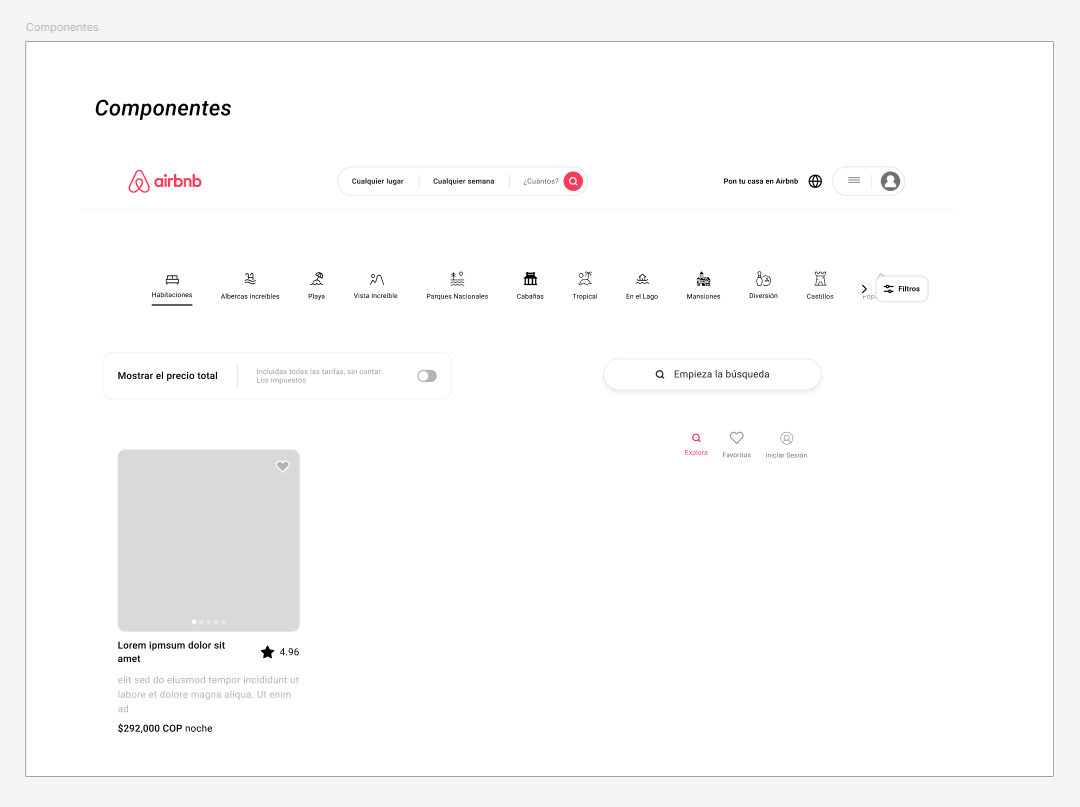 Componentes
Componentes
airbnb
Cualquier lugar
Cualquier semana
¿Cuántos?
Pon tu casa en Airbnb
Habitaciones
Albercas increibles
Playa
Vista Increible
Parques Nacionales
Cabañas
Tropical
En el Lago
Mansiones
Diversión
Castillos
Filtros
Mostrar el precio total
Incluidas todas las tarifas, sin contar
Los impuestos
Empieza la búsqueda
Explora
Favoritos
Iniciar Sesión
Lorem ipmsum dolor sit
amet
4.96
elit sed do eiusmod tempor incididunt ut
labore et dolore magna aliqua. Ut enim
ad
$292,000 COP noche